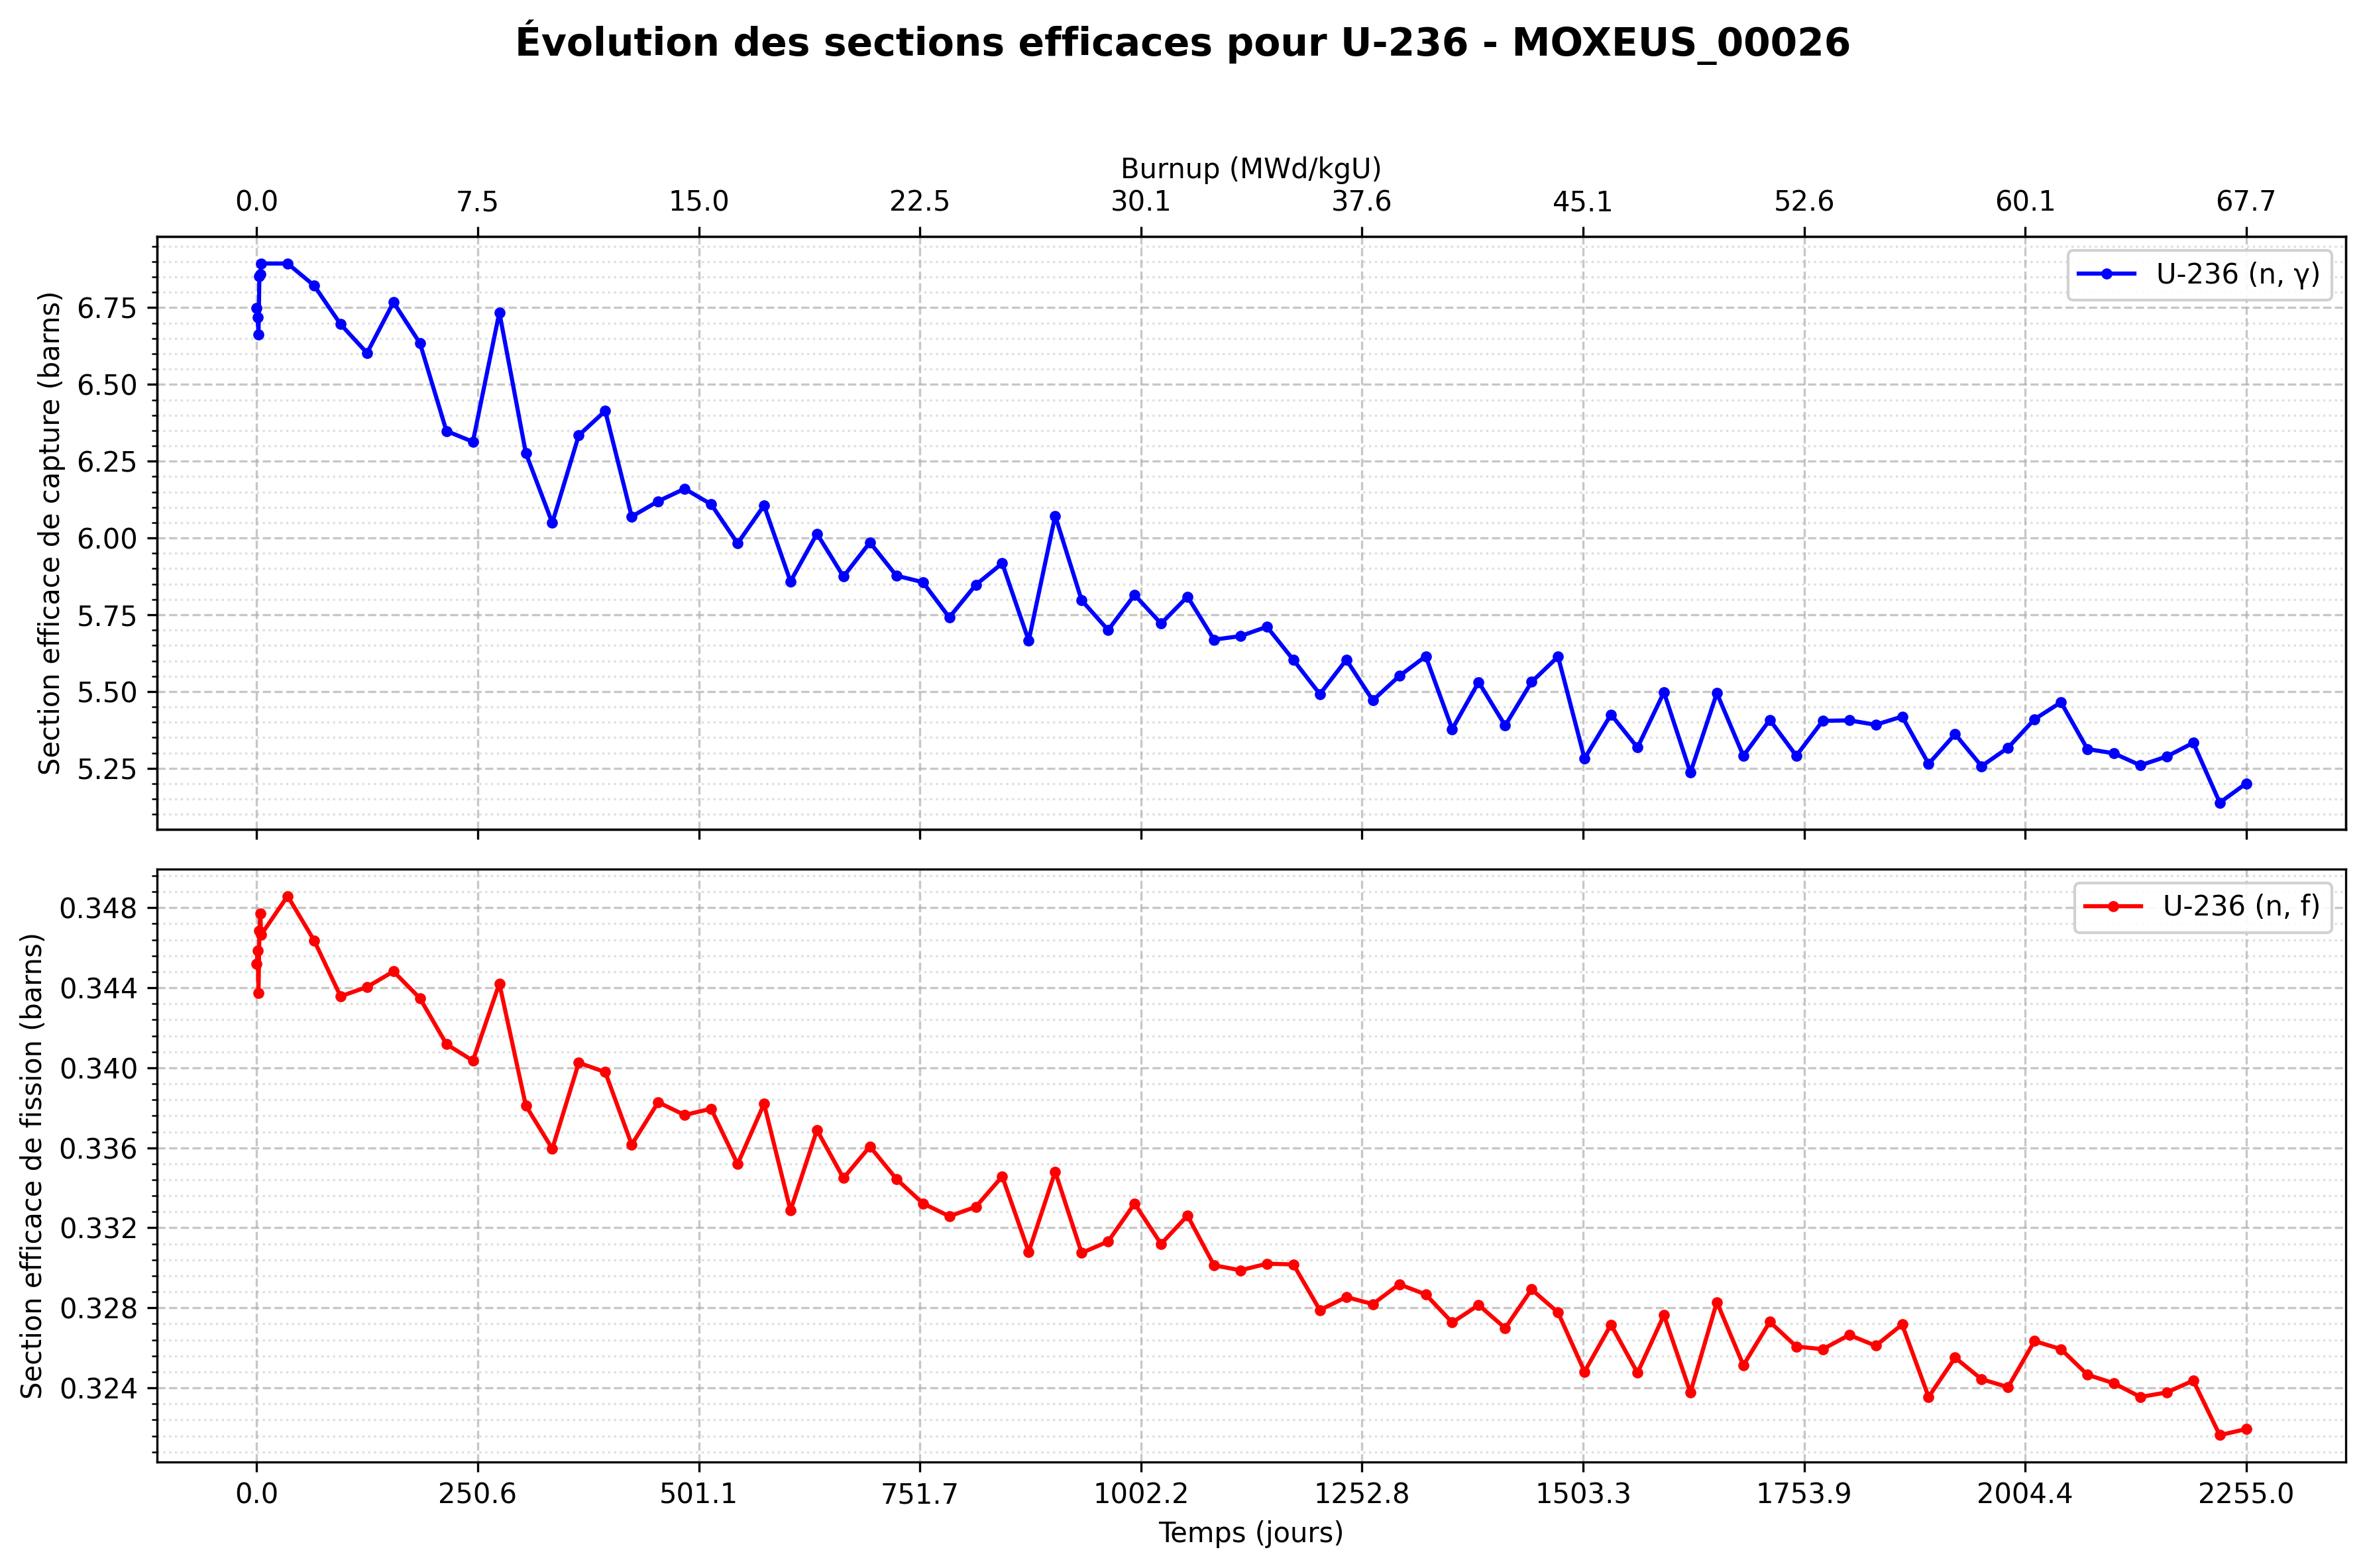 Évolution des sections efficaces pour U-236 - MOXEUS_00026
Burnup (MWd/kgU)
0.0 7.5 15.0 22.5 30.1 37.6 45.1 52.6 60.1 67.7
Section efficace de capture (barns)
6.75
6.50
6.25
6.00
5.75
5.50
5.25
U-236 (n, γ)
Section efficace de fission (barns)
0.348
0.344
0.340
0.336
0.332
0.328
0.324
U-236 (n, f)
0.0 250.6 501.1 751.7 1002.2 1252.8 1503.3 1753.9 2004.4 2255.0
Temps (jours)